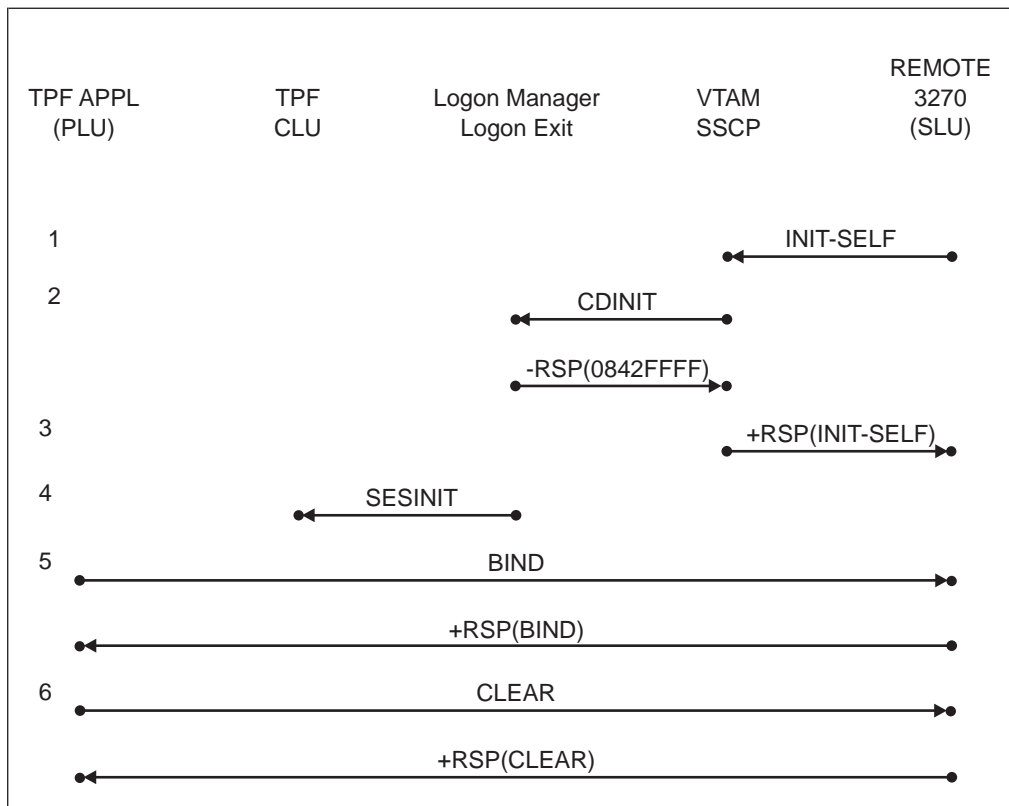 REMOTE
TPF APPL TPF Logon Manager VTAM 3270
(PLU) CLU Logon Exit SSCP (SLU)
1
INIT-SELF
2
CDINIT
-RSP(0842FFFF)
3
+RSP(INIT-SELF)
4
SESINIT
5
BIND
+RSP(BIND)
6
CLEAR
+RSP(CLEAR)